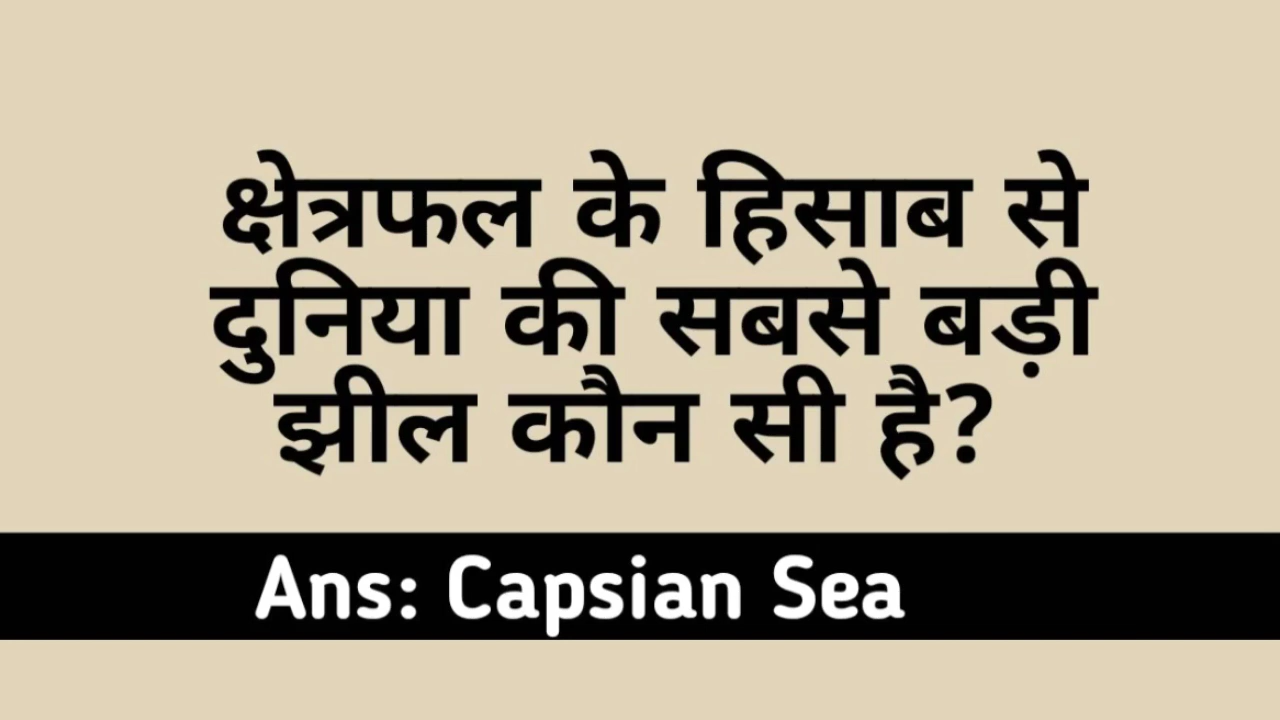 क्षेत्रफल के हिसाब से
दुनिया की सबसे बड़ी
झील कौन सी है?
Ans: Capsian Sea